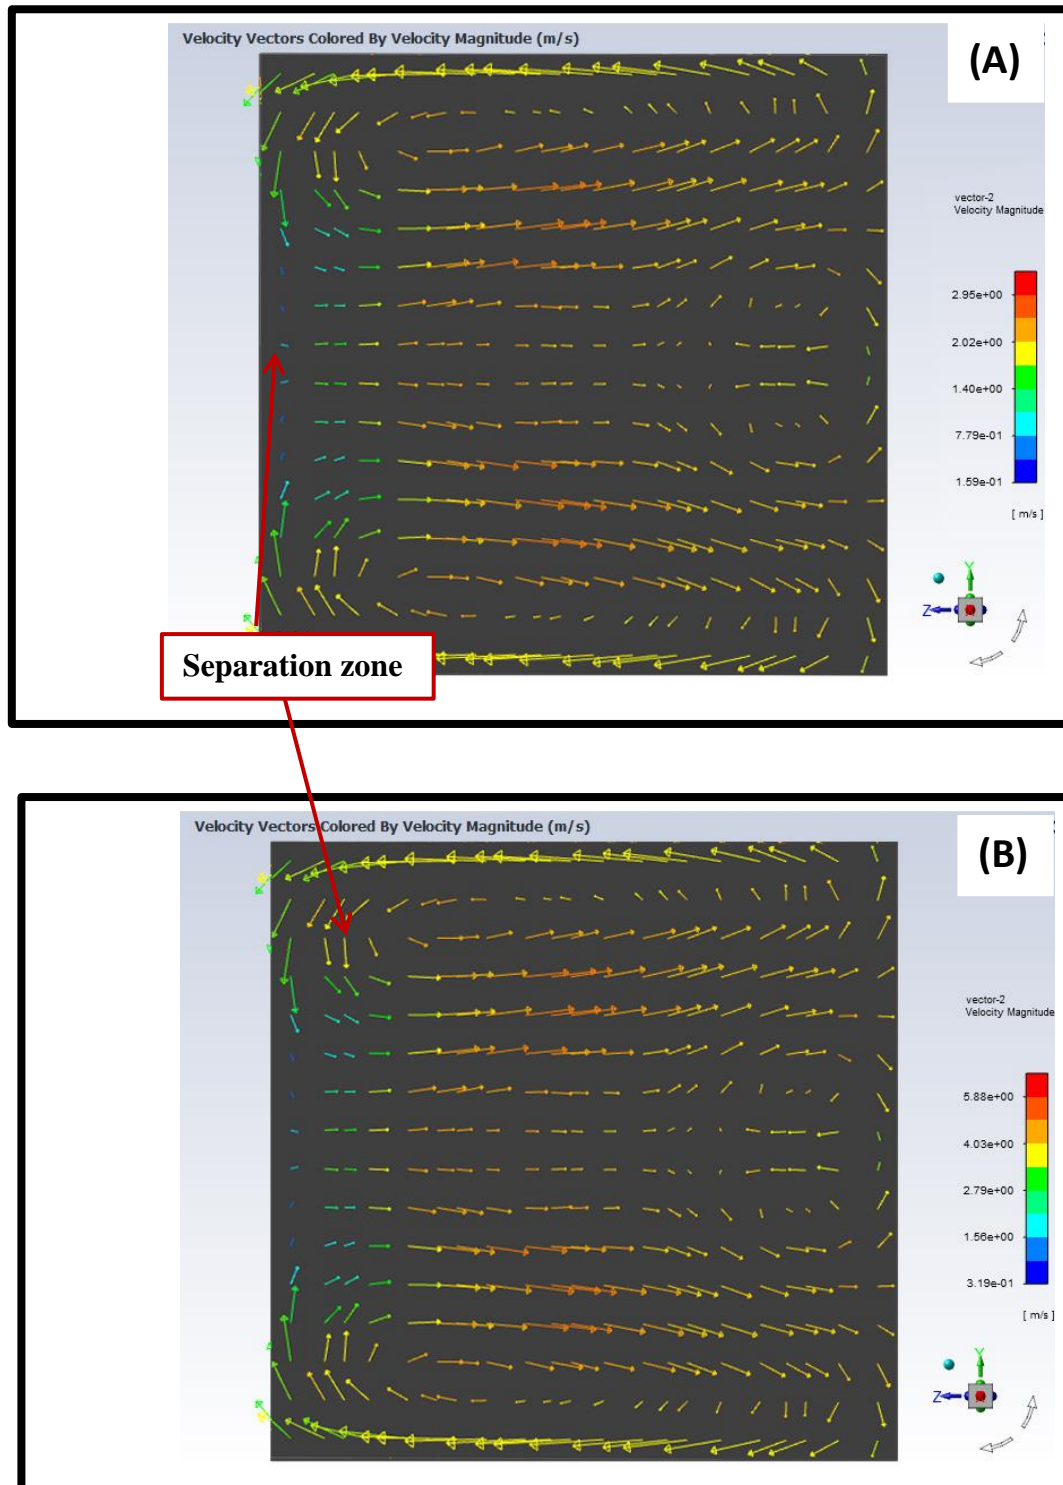 Velocity Vectors Colored By Velocity Magnitude (m/s)
(A)
vector-2
Velocity Magnitude
2.95e+00
2.02e+00
1.40e+00
7.79e-01
1.59e-01
[ m/s ]
Y
Z
Separation zone
Velocity Vectors Colored By Velocity Magnitude (m/s)
(B)
vector-2
Velocity Magnitude
5.88e+00
4.03e+00
2.79e+00
1.56e+00
3.19e-01
[ m/s ]
Y
Z